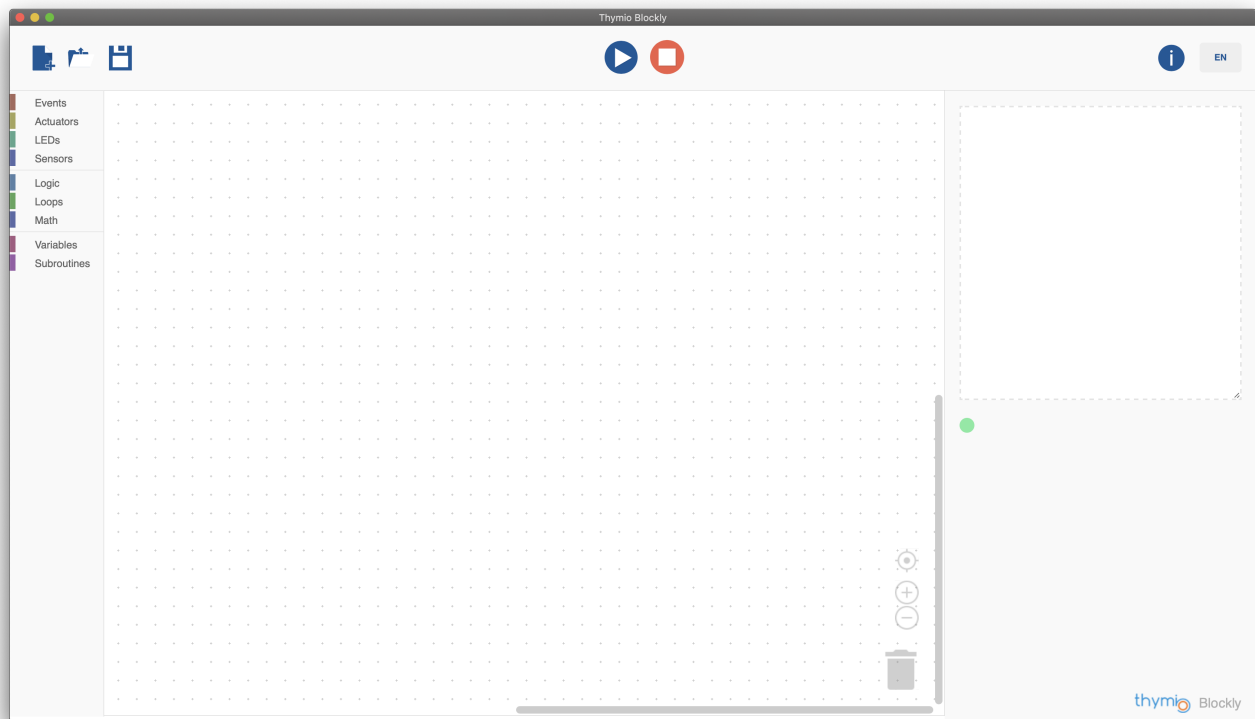 Thymio Blockly
i
EN
Events
Actuators
LEDs
Sensors
Logic
Loops
Math
Variables
Subroutines
thymio Blockly